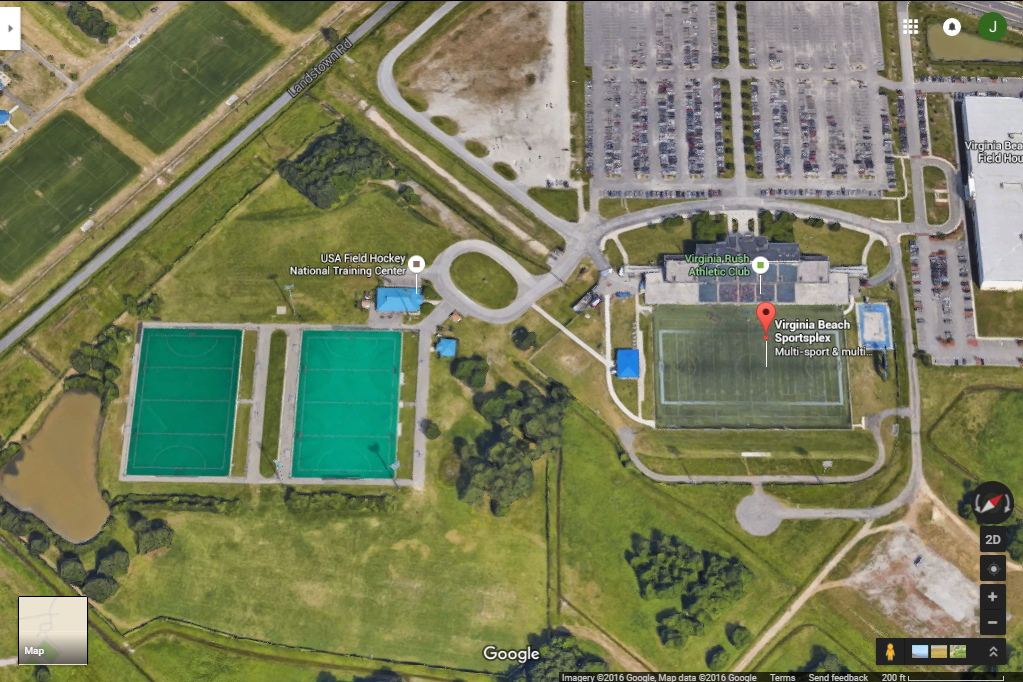 J
Landstown Rd
Virginia Bea
Field Hou
USA Field Hockey
National Training Center
Virginia Rush
Athletic Club
Virginia Beach
Sportsplex
Multi-sport & multi...
2D
+
−
Map
Google
Imagery ©2016 Google, Map data ©2016 Google
Terms
Send feedback
200 ft